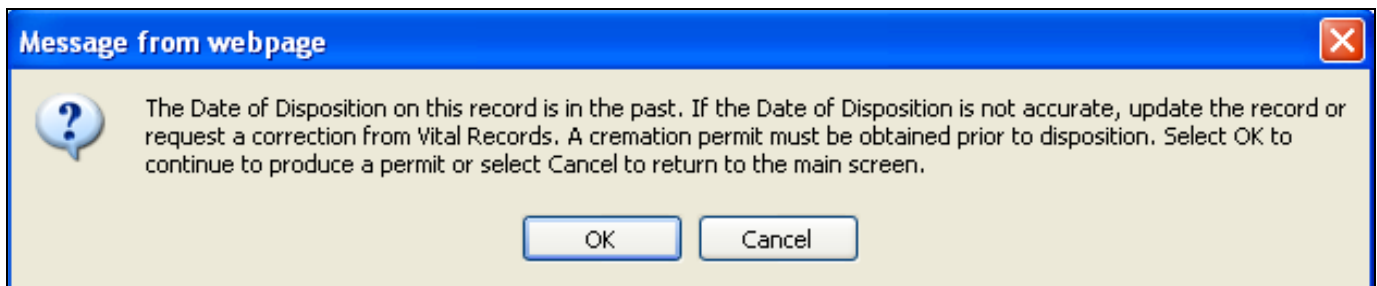 Message from webpage
The Date of Disposition on this record is in the past. If the Date of Disposition is not accurate, update the record or
request a correction from Vital Records. A cremation permit must be obtained prior to disposition. Select OK to
continue to produce a permit or select Cancel to return to the main screen.
OK
Cancel